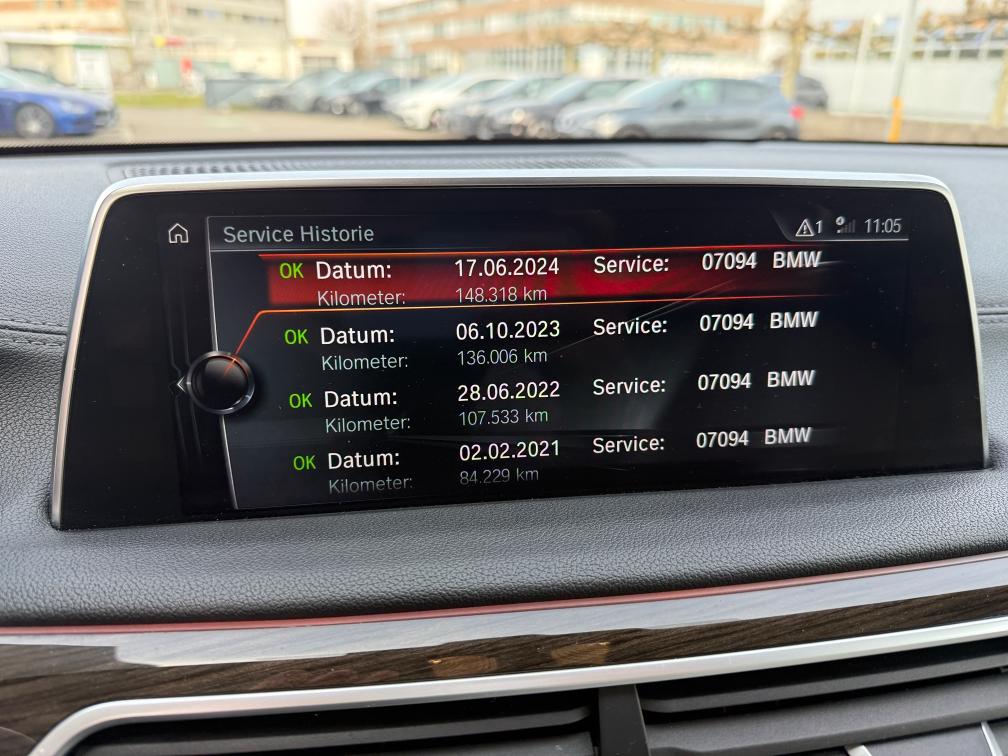 Service Historie 1 11:05
OK Datum: 17.06.2024 Service: 07094 BMW
Kilometer: 148.318 km
OK Datum: 06.10.2023 Service: 07094 BMW
Kilometer: 136.006 km
OK Datum: 28.06.2022 Service: 07094 BMW
Kilometer: 107.533 km
OK Datum: 02.02.2021 Service: 07094 BMW
Kilometer: 84.229 km